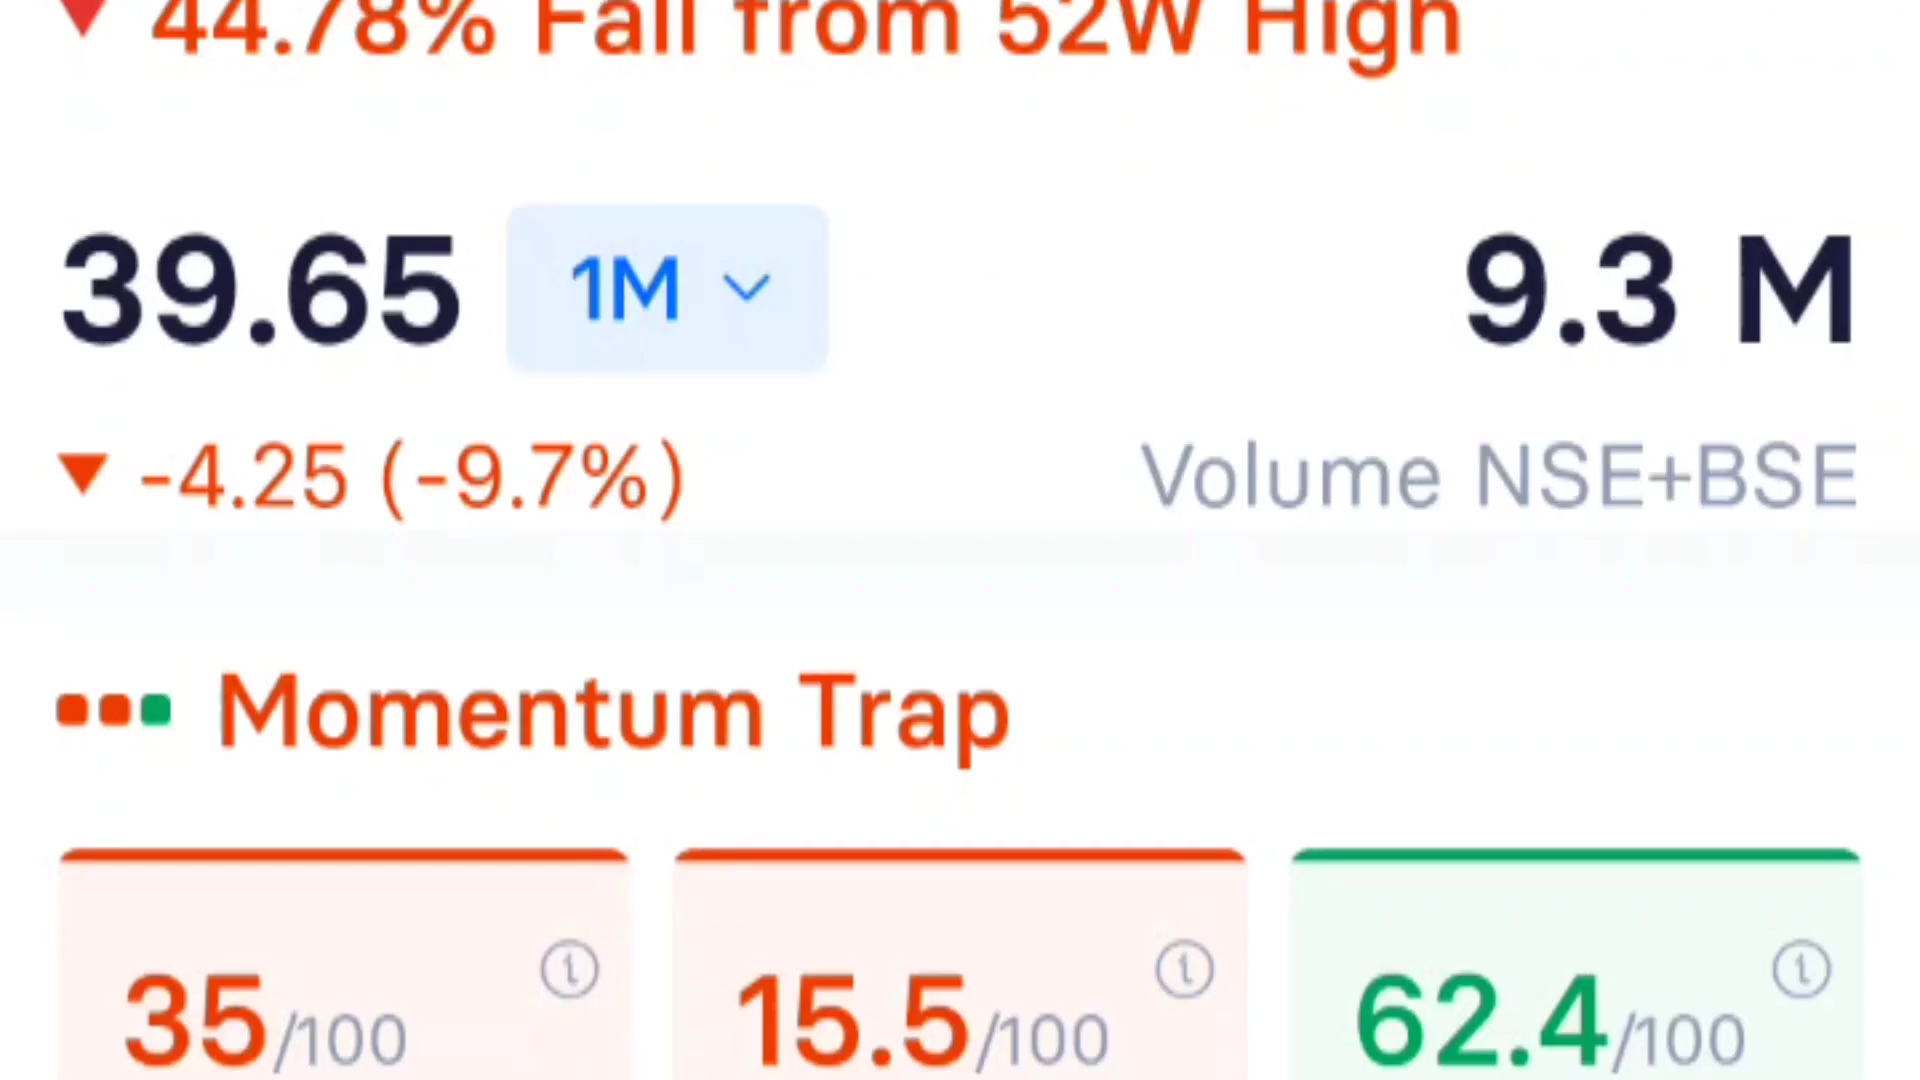 44.78% Fall from 52W High
39.65 1M 9.3 M
-4.25 (-9.7%) Volume NSE+BSE
Momentum Trap
35/100 15.5/100 62.4/100